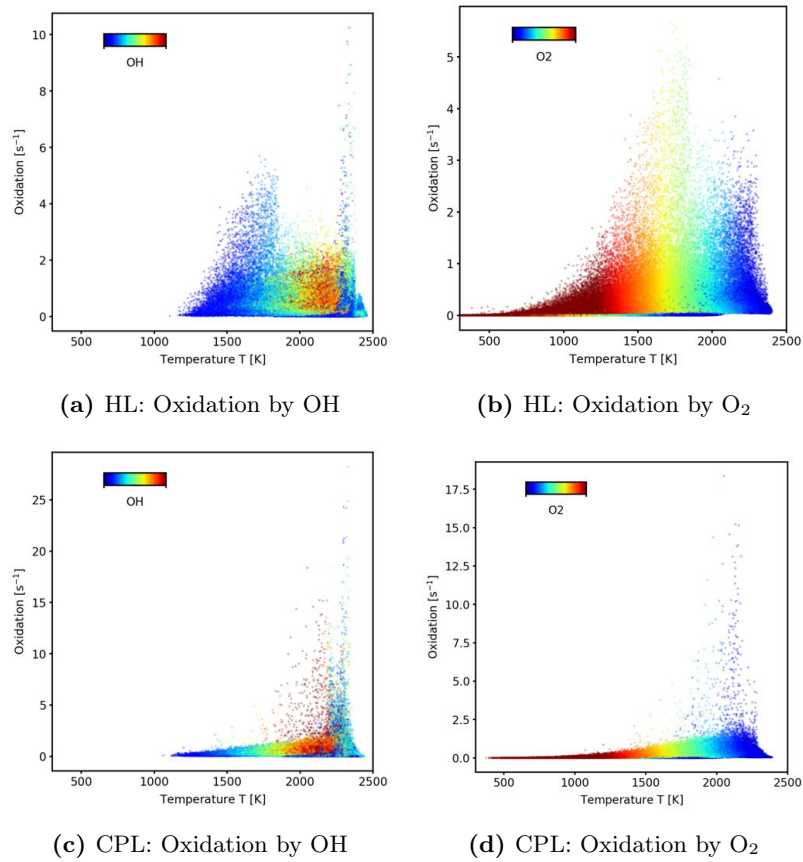 10
8
6
4
2
0
Oxidation [s⁻¹]
OH
500 1000 1500 2000 2500
Temperature T [K]
(a) HL: Oxidation by OH
5
4
3
2
1
0
Oxidation [s⁻¹]
O2
500 1000 1500 2000 2500
Temperature T [K]
(b) HL: Oxidation by O₂
25
20
15
10
5
0
Oxidation [s⁻¹]
OH
500 1000 1500 2000 2500
Temperature T [K]
(c) CPL: Oxidation by OH
17.5
15.0
12.5
10.0
7.5
5.0
2.5
0.0
Oxidation [s⁻¹]
O2
500 1000 1500 2000 2500
Temperature T [K]
(d) CPL: Oxidation by O₂